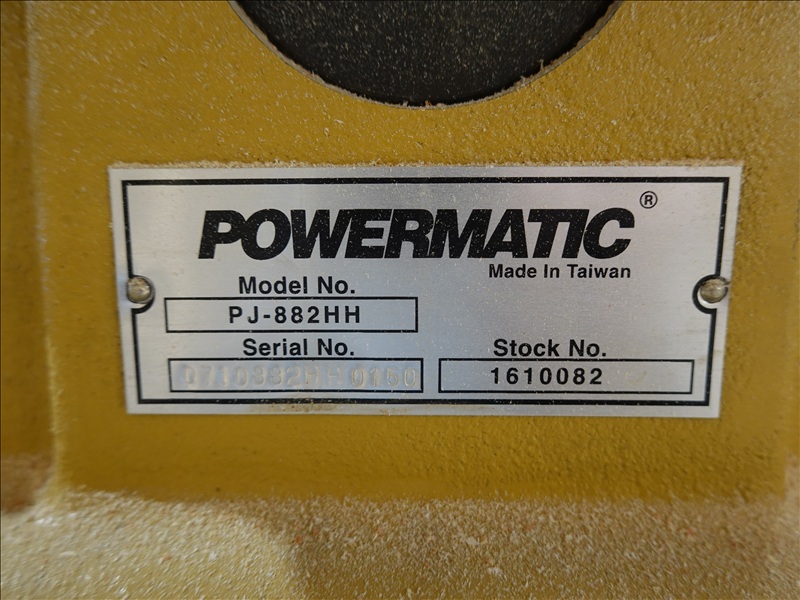 POWERMATIC®
Made In Taiwan
Model No.
PJ-882HH
Serial No.
Stock No.
1610082